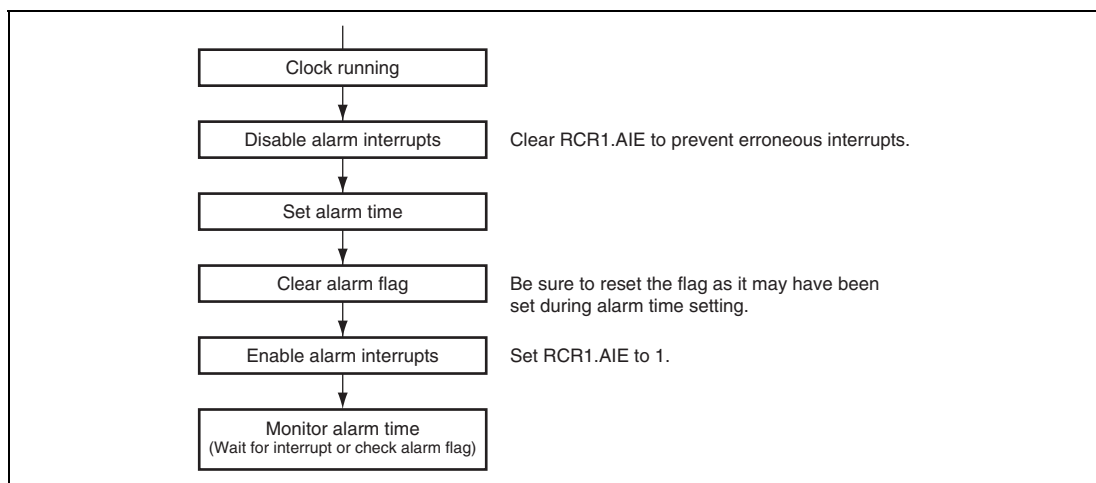 Clock running
Disable alarm interrupts
Clear RCR1.AIE to prevent erroneous interrupts.
Set alarm time
Clear alarm flag
Be sure to reset the flag as it may have been
set during alarm time setting.
Enable alarm interrupts
Set RCR1.AIE to 1.
Monitor alarm time
(Wait for interrupt or check alarm flag)